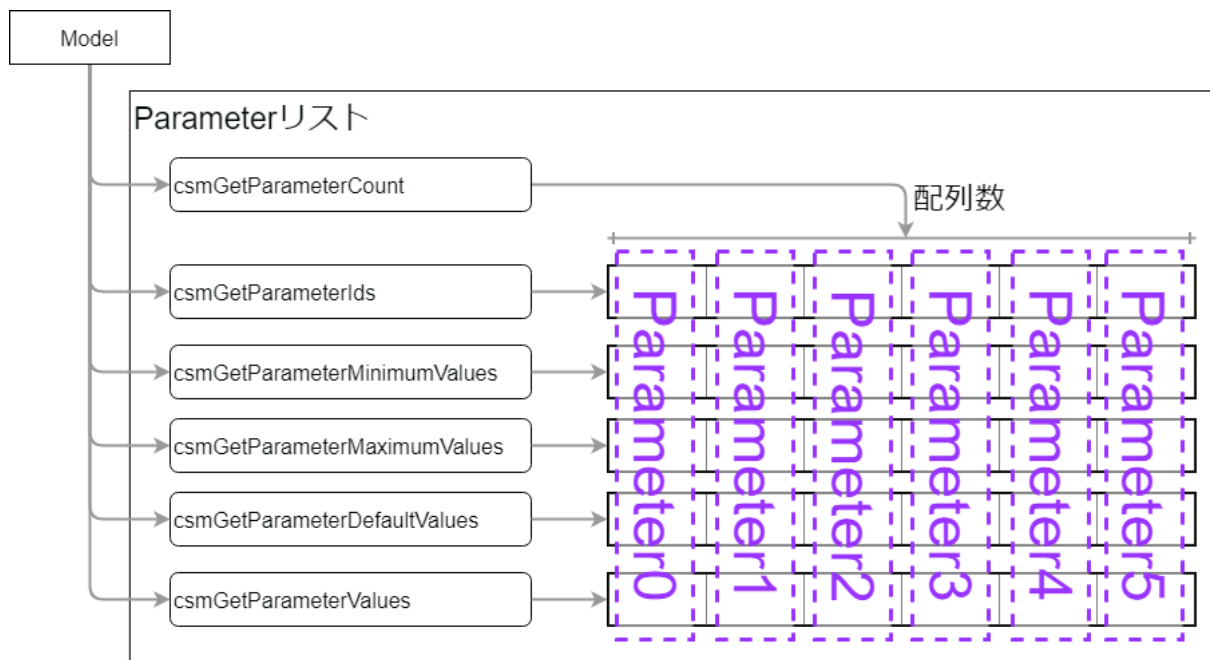 Model
Parameterリスト
csmGetParameterCount
配列数
csmGetParameterIds
csmGetParameterMinimumValues
csmGetParameterMaximumValues
csmGetParameterDefaultValues
csmGetParameterValues
Parameter0
Parameter1
Parameter2
Parameter3
Parameter4
Parameter5